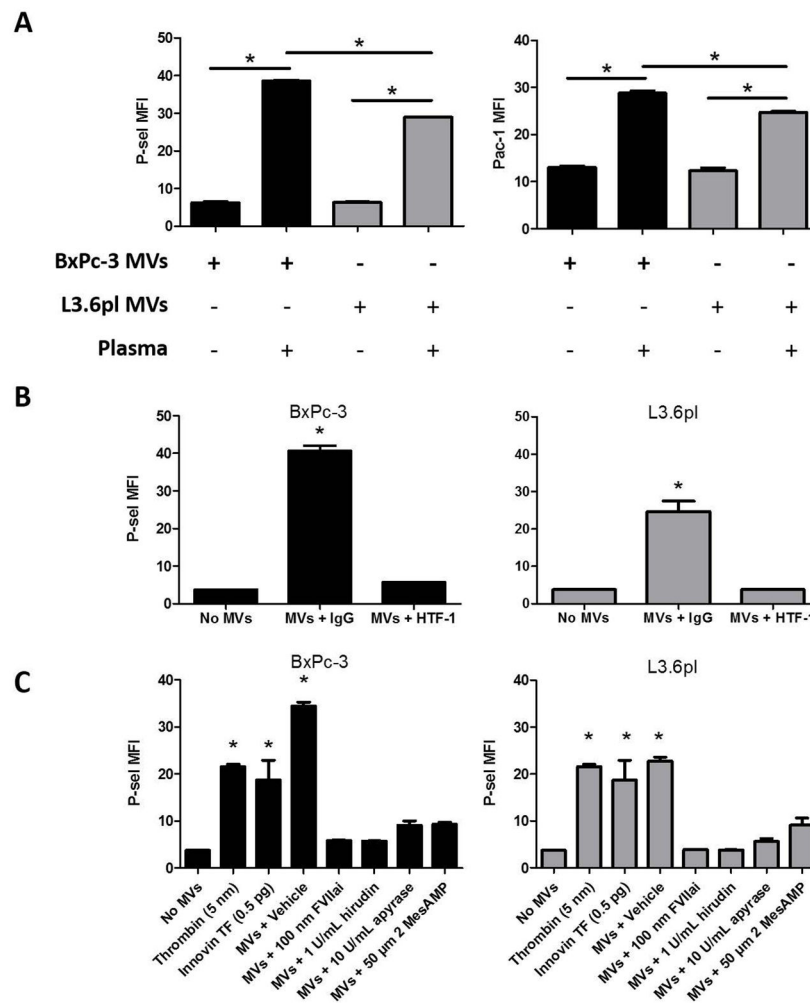 A
P-sel MFI
50
40
30
20
10
0
*
*
*
Pac-1 MFI
40
30
20
10
0
*
*
*
BxPc-3 MVs + + - - + + - -
L3.6pl MVs - - + + - - + +
Plasma - + - + - + - +
B
BxPc-3
P-sel MFI
50
40
30
20
10
0
*
No MVs MVs + IgG MVs + HTF-1
L3.6pl
50
40
30
20
10
0
*
No MVs MVs + IgG MVs + HTF-1
C
BxPc-3
P-sel MFI
40
30
20
10
0
* * *
No MVs
Thrombin (5 nm)
Innovin TF (0.5 pg)
MVs + Vehicle
MVs + 100 nm FVIIai
MVs + 1 U/mL hirudin
MVs + 10 U/mL apyrase
MVs + 50 µm 2 MesAMP
L3.6pl
P-sel MFI
40
30
20
10
0
* * *
No MVs
Thrombin (5 nm)
Innovin TF (0.5 pg)
MVs + Vehicle
MVs + 100 nm FVIIai
MVs + 1 U/mL hirudin
MVs + 10 U/mL apyrase
MVs + 50 µm 2 MesAMP